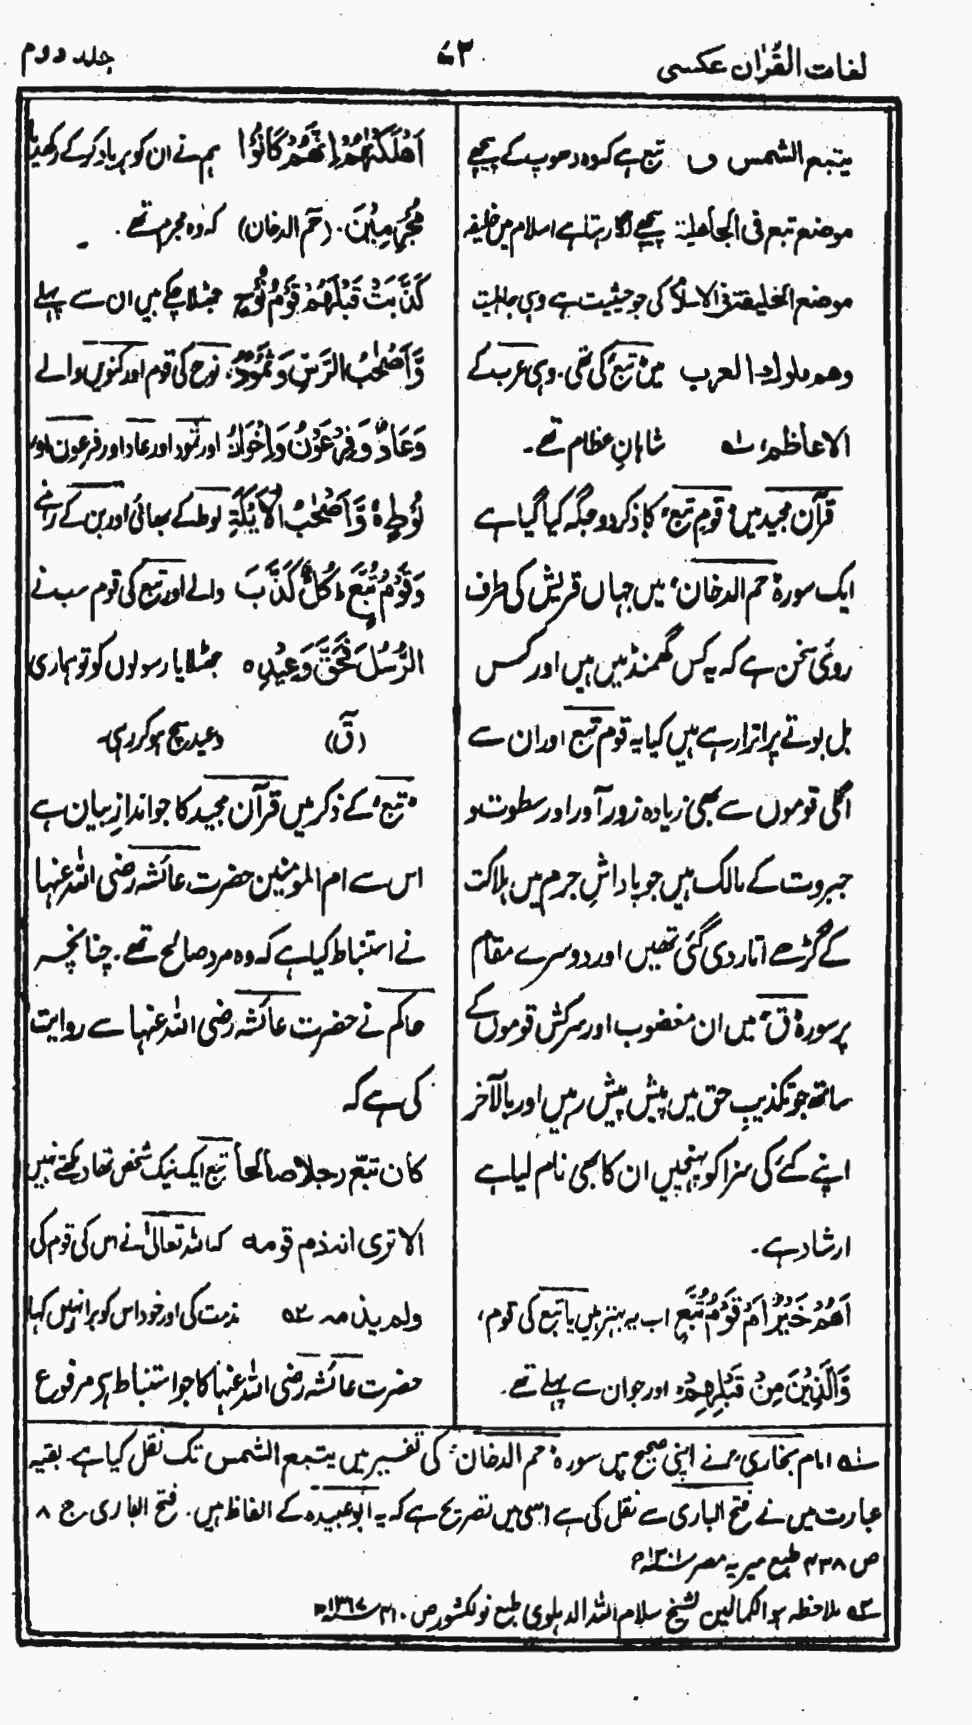 لغات القرآن عکسی
۷۳
جلد دوم
یتبع الشمس و تبع ہے کہ وہ دھوپ کے پیچھے
موضع تبع فی الجاھلیۃ پیچھے لگا رہتا ہے اسلام میں خلیفہ
موضع الخلیفۃ فی الاسلام کی جو حیثیت ہے وہی جاہلیت
وھم ملوک العرب میں تبع کی تھی۔ وہی عرب کے
الاعاظم، ۱ه شاہانِ عظام تھے۔
قرآن مجید میں "قومِ تبع" کا ذکر دو جگہ کیا گیا ہے
ایک سورۂ "حم الدخان" میں جہاں قریش کی طرف
روئے سخن ہے کہ یہ کس گھمنڈ میں ہیں اور کس
بل بوتے پر اترا رہے ہیں کیا یہ قوم تبع اور ان سے
اگلی قوموں سے بھی زیادہ زور آور اور سطوت و
جبروت کے مالک ہیں جو پاداشِ جرم میں ہلاکت
کے گڑھے اتار دی گئی تھیں اور دوسرے مقام
پر سورۂ "ق" میں ان مغضوب اور سرکش قوموں کے
ساتھ جو تکذیبِ حق میں پیش پیش رہیں اور بالآخر
اپنے کئے کی سزا کو پہنچیں ان کا بھی نام لیا ہے
ارشاد ہے۔
اَھُمْ خَیْرٌ اَمْ قَوْمُ تُبَّعٍ اب یہ بہتر ہیں یا تبع کی قوم،
وَّالَّذِیْنَ مِنْ قَبْلِھِمْ اور جو ان سے پہلے تھے۔
اَھْلَکْنٰھُمْ اِنَّھُمْ کَانُوْا ہم نے ان کو برباد کر کے رکھدیا
مُجْرِمِیْنَ۔ (حٓم الدخان) کہ وہ مجرم تھے۔
کَذَّبَتْ قَبْلَھُمْ قَوْمُ نُوْحٍ جھٹلا چکے ہیں ان سے پہلے
وَّاَصْحٰبُ الرَّسِّ وَثَمُوْدُ۔ نوح کی قوم اور کنویں والے
وَعَادٌ وَفِرْعَوْنُ وَاِخْوَانُ اور ثمود اور عاد اور فرعون اور
لُوْطٍ ہ وَّاَصْحٰبُ الْاَیْکَۃِ لوط کے بھائی اور بن کے رہنے
وَقَوْمُ تُبَّعٍ ط کُلٌّ کَذَّبَ والے اور تبع کی قوم سب نے
الرُّسُلَ فَحَقَّ وَعِیْدِ ہ جھٹلایا رسولوں کو تو ہماری
(قٓ) وعید سچ ہو کر رہی۔
"تبع" کے ذکر میں قرآن مجید کا جو اندازِ بیان ہے
اس سے ام المومنین حضرت عائشہ رضی اللہ عنہا
نے استنباط کیا ہے کہ وہ مرد صالح تھے۔ چنانچہ
حاکم نے حضرت عائشہ رضی اللہ عنہا سے روایت
کی ہے کہ
کان تبّع رجلا صالحاً تبع ایک نیک شخص تھا دیکھتے نہیں
الا تری انہ ذم قومہ کہ اللہ تعالیٰ نے اس کی قوم کی
ولم یذمہ ۲ه مذمت کی اور خود اس کو برا نہیں کہا
حضرت عائشہ رضی اللہ عنہا کا جو استنباط ہی مرفوع
۱ه امام بخاری نے اپنی صحیح میں سورہ "حم الدخان" کی تفسیر میں یتبع الشمس تک نقل کیا ہے۔ بقیہ
عبارت میں نے فتح الباری سے نقل کی ہے اسی میں تصریح ہے کہ یہ ابو عبیدہ کے الفاظ ہیں۔ فتح الباری ج ۸
ص ۴۳۸ طبع میریہ مصر ۱۳۰۱ھ
۲ه ملاحظہ ہو الکمالین لشیخ سلام اللہ الدہلوی طبع نولکشور ص ۴۱۰ ۱۳۶۷ھ